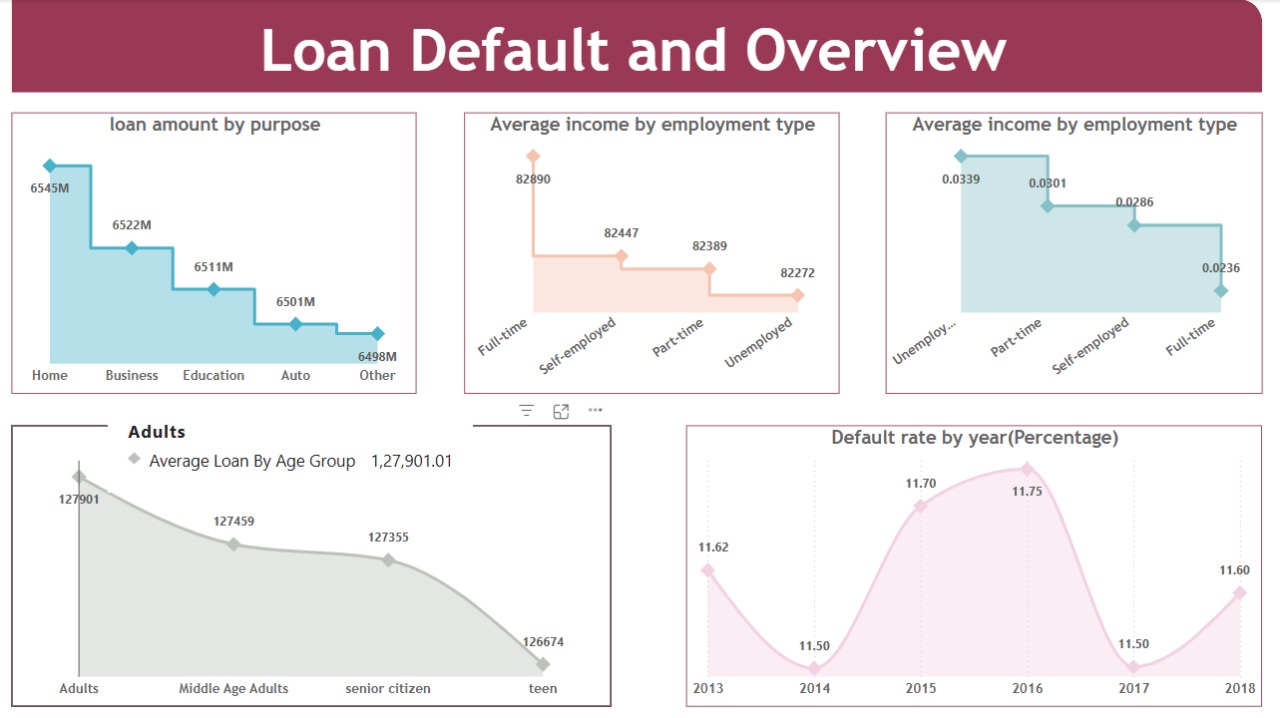 Loan Default and Overview
loan amount by purpose
6545M
6522M
6511M
6501M
6498M
Home Business Education Auto Other
Average income by employment type
82890
82447
82389
82272
Full-time Self-employed Part-time Unemployed
Average income by employment type
0.0339
0.0301
0.0286
0.0236
Unemploy... Part-time Self-employed Full-time
Adults
Average Loan By Age Group 1,27,901.01
127901
127459
127355
126674
Adults Middle Age Adults senior citizen teen
Default rate by year(Percentage)
11.62
11.50
11.70
11.75
11.50
11.60
2013 2014 2015 2016 2017 2018